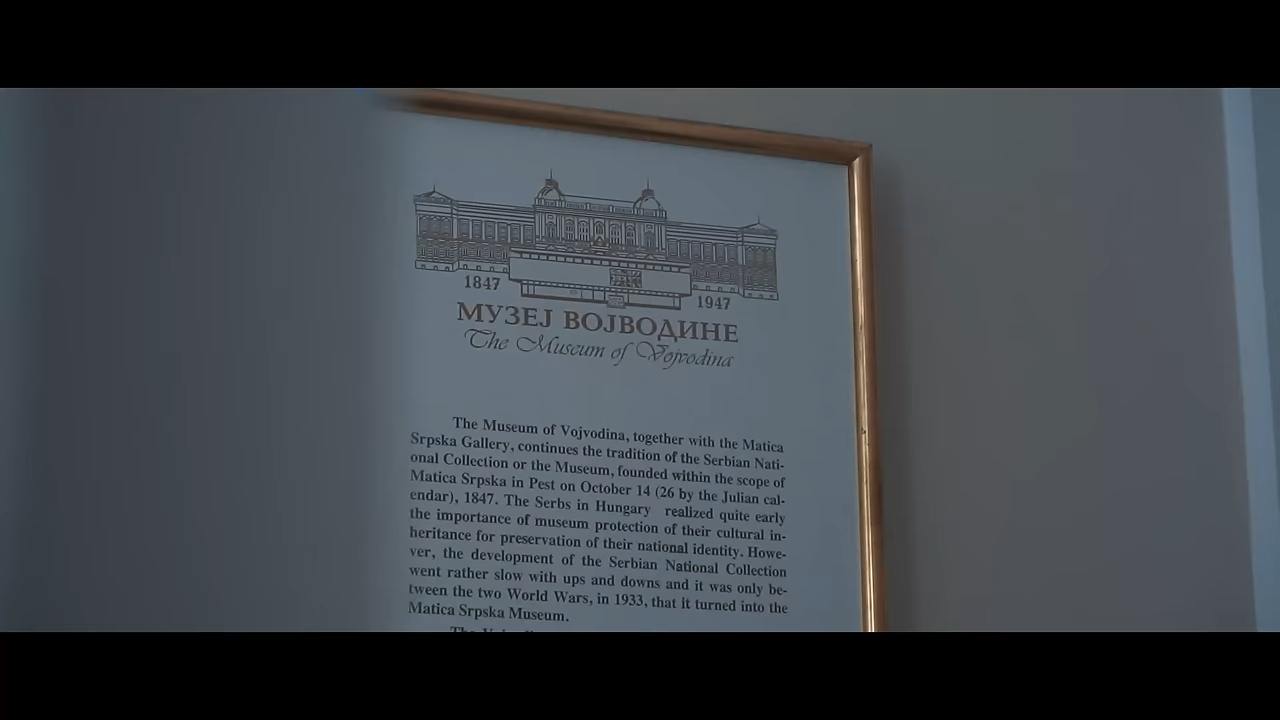 1847
1947
МУЗЕЈ ВОЈВОДИНЕ
The Museum of Vojvodina
The Museum of Vojvodina, together with the Matica
Srpska Gallery, continues the tradition of the Serbian Nati-
onal Collection or the Museum, founded within the scope of
Matica Srpska in Pest on October 14 (26 by the Julian cal-
endar), 1847. The Serbs in Hungary realized quite early
the importance of museum protection of their cultural in-
heritance for preservation of their national identity. Howe-
ver, the development of the Serbian National Collection
went rather slow with ups and downs and it was only be-
tween the two World Wars, in 1933, that it turned into the
Matica Srpska Museum.